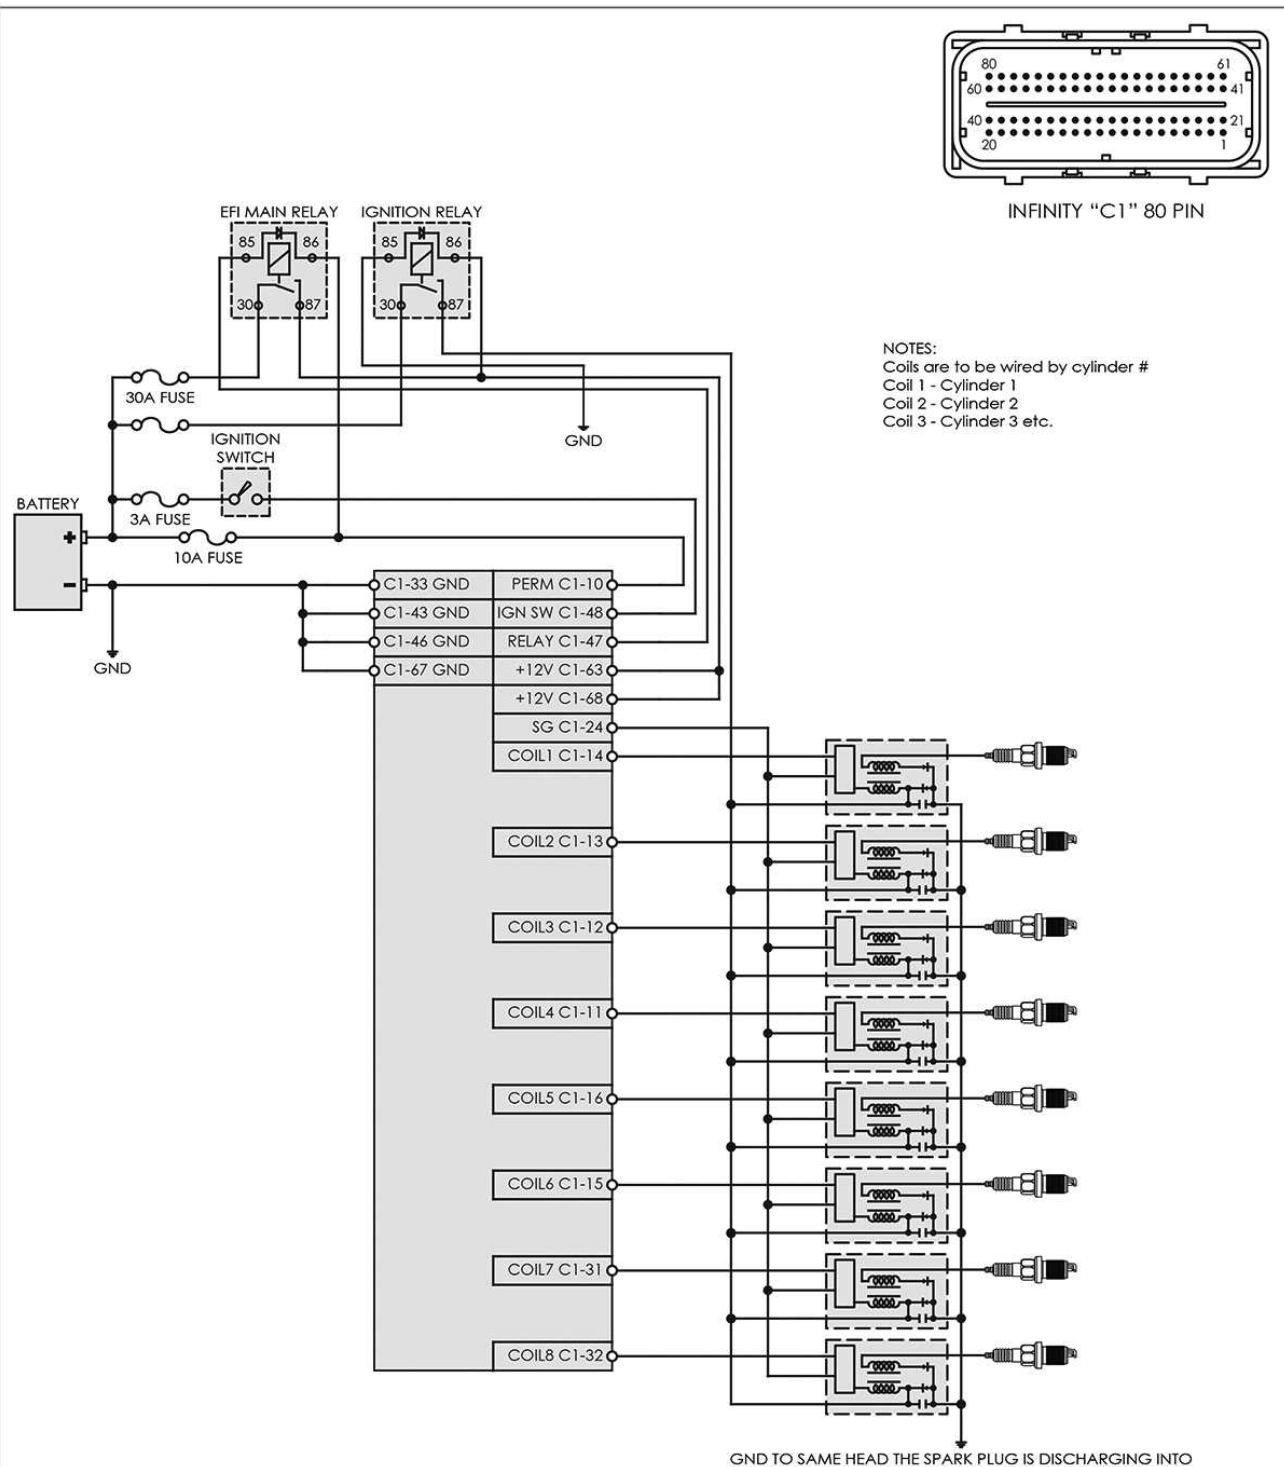 80 61
60 41
40 21
20 1
INFINITY “C1” 80 PIN
EFI MAIN RELAY
IGNITION RELAY
85 86
85 86
30 87
30 87
NOTES:
Coils are to be wired by cylinder #
Coil 1 - Cylinder 1
Coil 2 - Cylinder 2
Coil 3 - Cylinder 3 etc.
30A FUSE
GND
IGNITION
SWITCH
BATTERY
3A FUSE
+
10A FUSE
-
GND
C1-33 GND
PERM C1-10
C1-43 GND
IGN SW C1-48
C1-46 GND
RELAY C1-47
C1-67 GND
+12V C1-63
+12V C1-68
SG C1-24
COIL1 C1-14
COIL2 C1-13
COIL3 C1-12
COIL4 C1-11
COIL5 C1-16
COIL6 C1-15
COIL7 C1-31
COIL8 C1-32
GND TO SAME HEAD THE SPARK PLUG IS DISCHARGING INTO